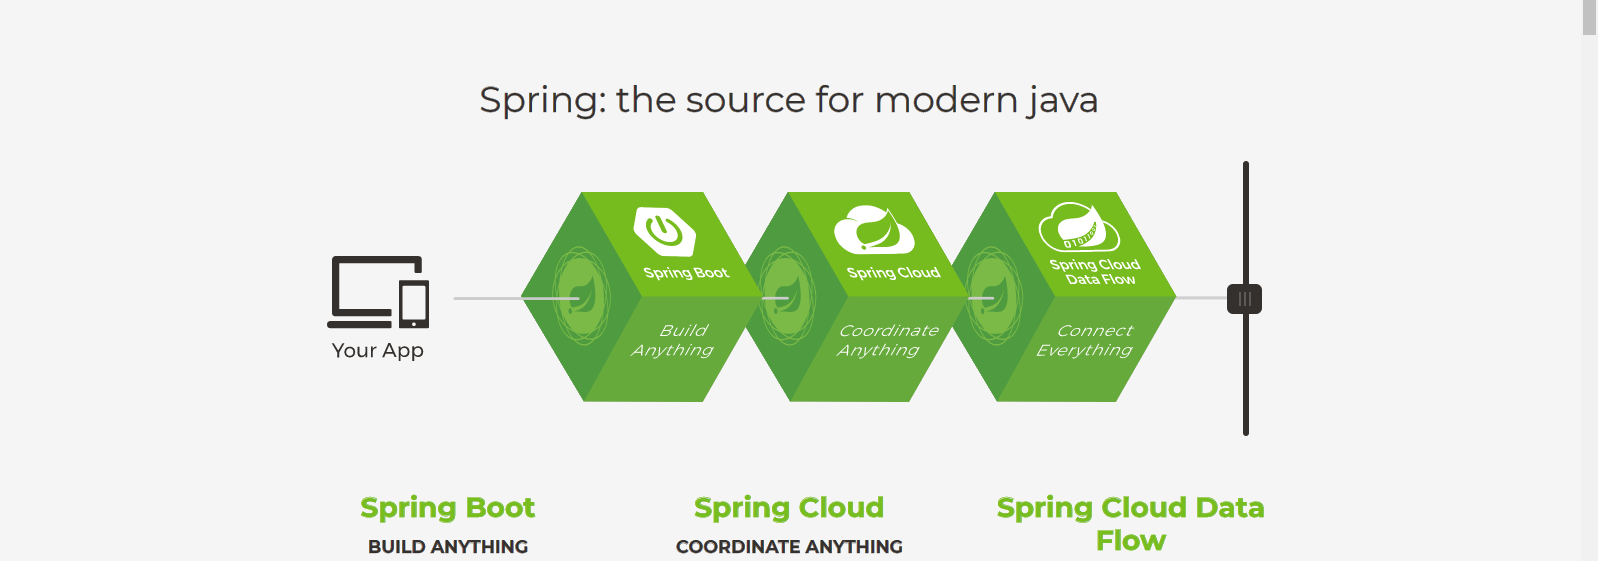 Spring: the source for modern java
Spring Boot
Build
Anything
Spring Cloud
Coordinate
Anything
Spring Cloud
Data Flow
Connect
Everything
Your App
Spring Boot
BUILD ANYTHING
Spring Cloud
COORDINATE ANYTHING
Spring Cloud Data
Flow